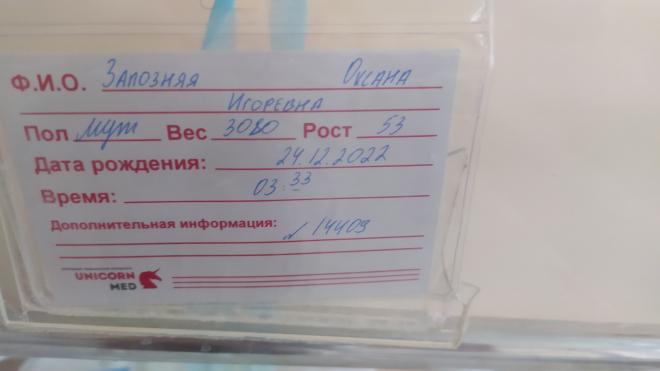 Ф.И.О. Запозняя Оксана
Игоревна
Пол муж Вес 3080 Рост 53
Дата рождения: 24.12.2022
Время: 03:33
Дополнительная информация: № 14409
UNICORN
MED